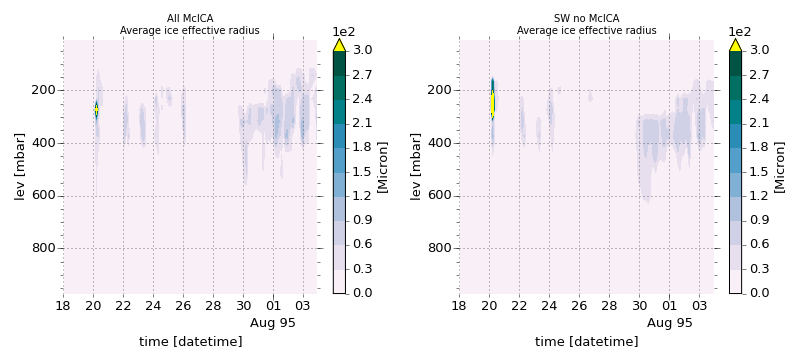 All McICA
Average ice effective radius
1e2
3.0
2.7
2.4
2.1
1.8
1.5
1.2
0.9
0.6
0.3
0.0
[Micron]
lev [mbar]
200
400
600
800
18 20 22 24 26 28 30 01 03
Aug 95
time [datetime]
SW no McICA
Average ice effective radius
1e2
3.0
2.7
2.4
2.1
1.8
1.5
1.2
0.9
0.6
0.3
0.0
[Micron]
lev [mbar]
200
400
600
800
18 20 22 24 26 28 30 01 03
Aug 95
time [datetime]